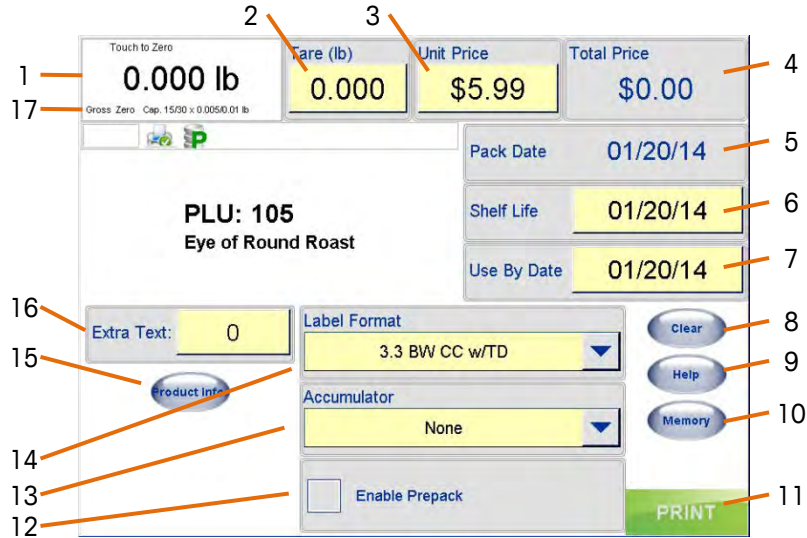 2
3
Touch to Zero
Tare (lb)
Unit Price
Total Price
1
0.000 lb
0.000
$5.99
$0.00
4
17
Gross Zero Cap. 15/30 x 0.005/0.01 lb
P
Pack Date
01/20/14
5
PLU: 105
Shelf Life
01/20/14
6
Eye of Round Roast
Use By Date
01/20/14
7
16
Extra Text:
0
Label Format
Clear
8
3.3 BW CC w/TD
15
Product Info
Help
9
Accumulator
None
Memory
10
14
13
Enable Prepack
12
PRINT
11